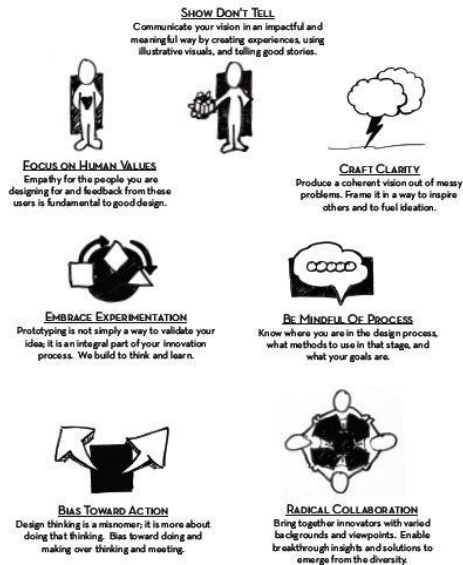 SHOW DON'T TELL
Communicate your vision in an impactful and
meaningful way by creating experiences, using
illustrative visuals, and telling good stories.
FOCUS ON HUMAN VALUES
Empathy for the people you are
designing for and feedback from these
users is fundamental to good design.
CRAFT CLARITY
Produce a coherent vision out of messy
problems. Frame it in a way to inspire
others and to fuel ideation.
EMBRACE EXPERIMENTATION
Prototyping is not simply a way to validate your
idea; it is an integral part of your innovation
process. We build to think and learn.
BE MINDFUL OF PROCESS
Know where you are in the design process,
what methods to use in that stage, and
what your goals are.
BIAS TOWARD ACTION
Design thinking is a misnomer; it is more about
doing that thinking. Bias toward doing and
making over thinking and meeting.
RADICAL COLLABORATION
Bring together innovators with varied
backgrounds and viewpoints. Enable
breakthrough insights and solutions to
emerge from the diversity.